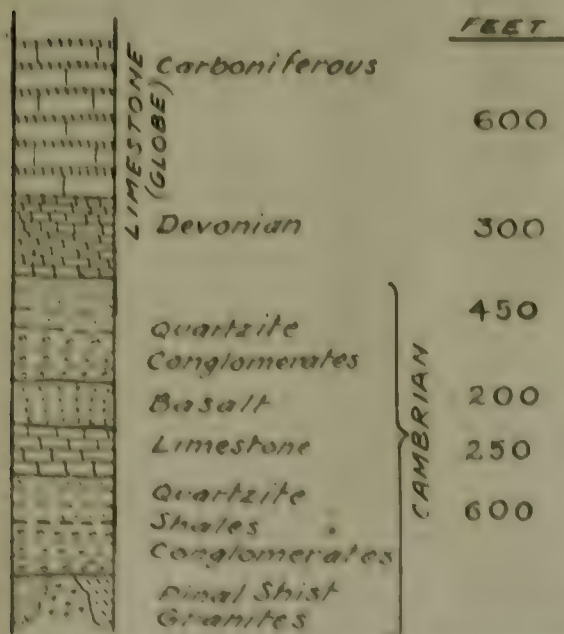 FEET
LIMESTONE
(GLOBE)
Carboniferous
600
Devonian
300
450
Quartzite
Conglomerates
CAMBRIAN
Basalt
200
Limestone
250
Quartzite
600
Shales
Conglomerates
Pinal Shist
Granites